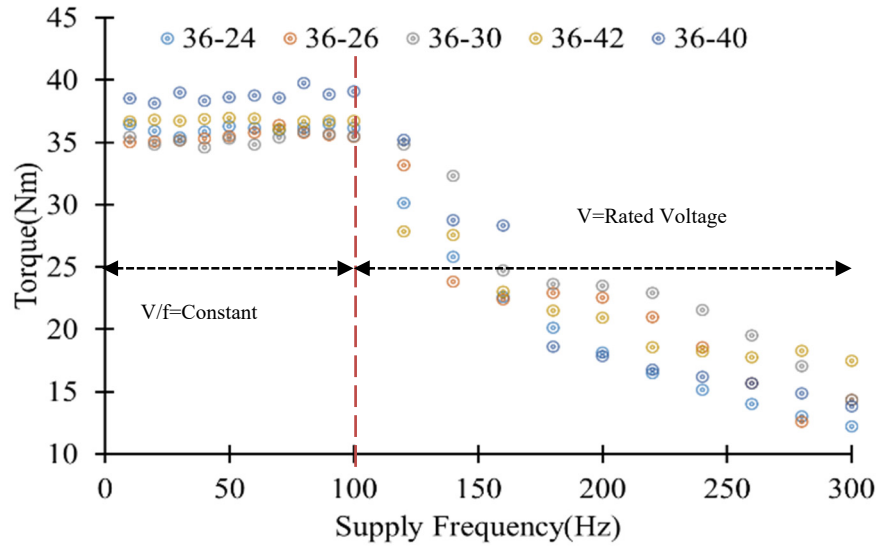 45
36-24 36-26 36-30 36-42 36-40
40
35
30
V=Rated Voltage
25
V/f=Constant
20
15
10
Torque(Nm)
0 50 100 150 200 250 300
Supply Frequency(Hz)